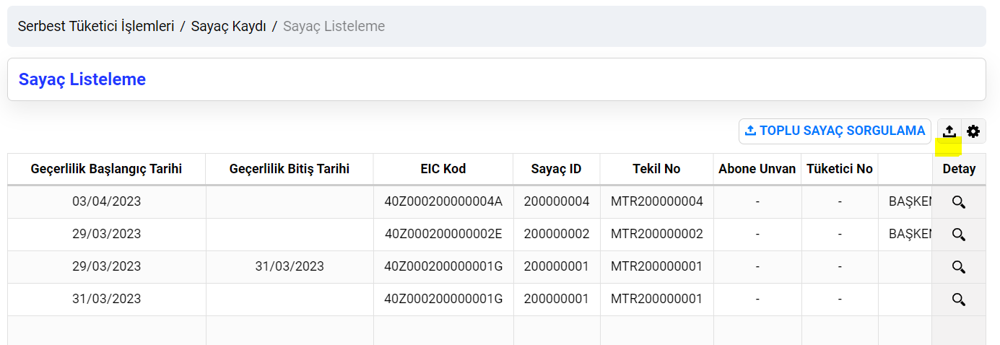 Serbest Tüketici İşlemleri / Sayaç Kaydı / Sayaç Listeleme
Sayaç Listeleme
TOPLU SAYAÇ SORGULAMA
Geçerlilik Başlangıç Tarihi Geçerlilik Bitiş Tarihi EIC Kod Sayaç ID Tekil No Abone Unvan Tüketici No Detay
03/04/2023 40Z000200000004A 200000004 MTR200000004 - - BAŞKEN
29/03/2023 40Z000200000002E 200000002 MTR200000002 - - BAŞKEN
29/03/2023 31/03/2023 40Z000200000001G 200000001 MTR200000001 - -
31/03/2023 40Z000200000001G 200000001 MTR200000001 - -